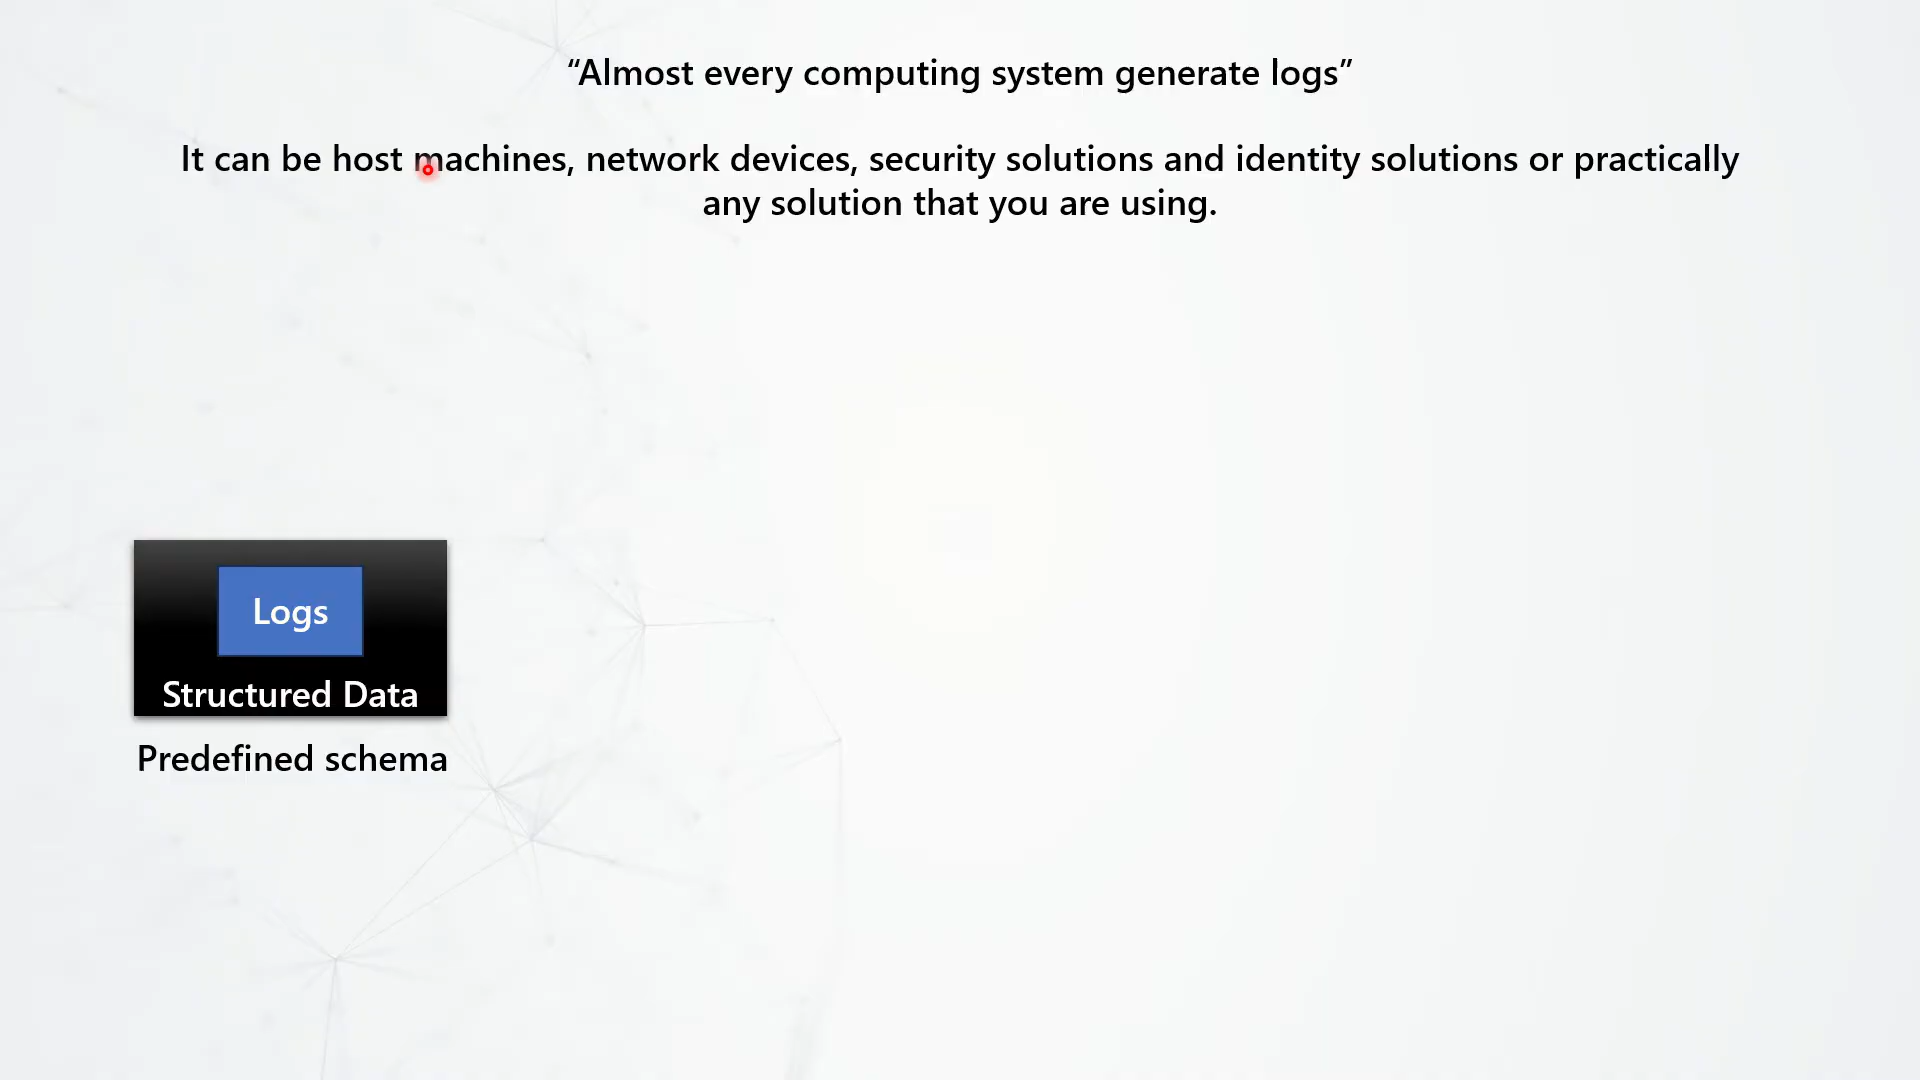 “Almost every computing system generate logs”
It can be host machines, network devices, security solutions and identity solutions or practically
any solution that you are using.
Logs
Structured Data
Predefined schema